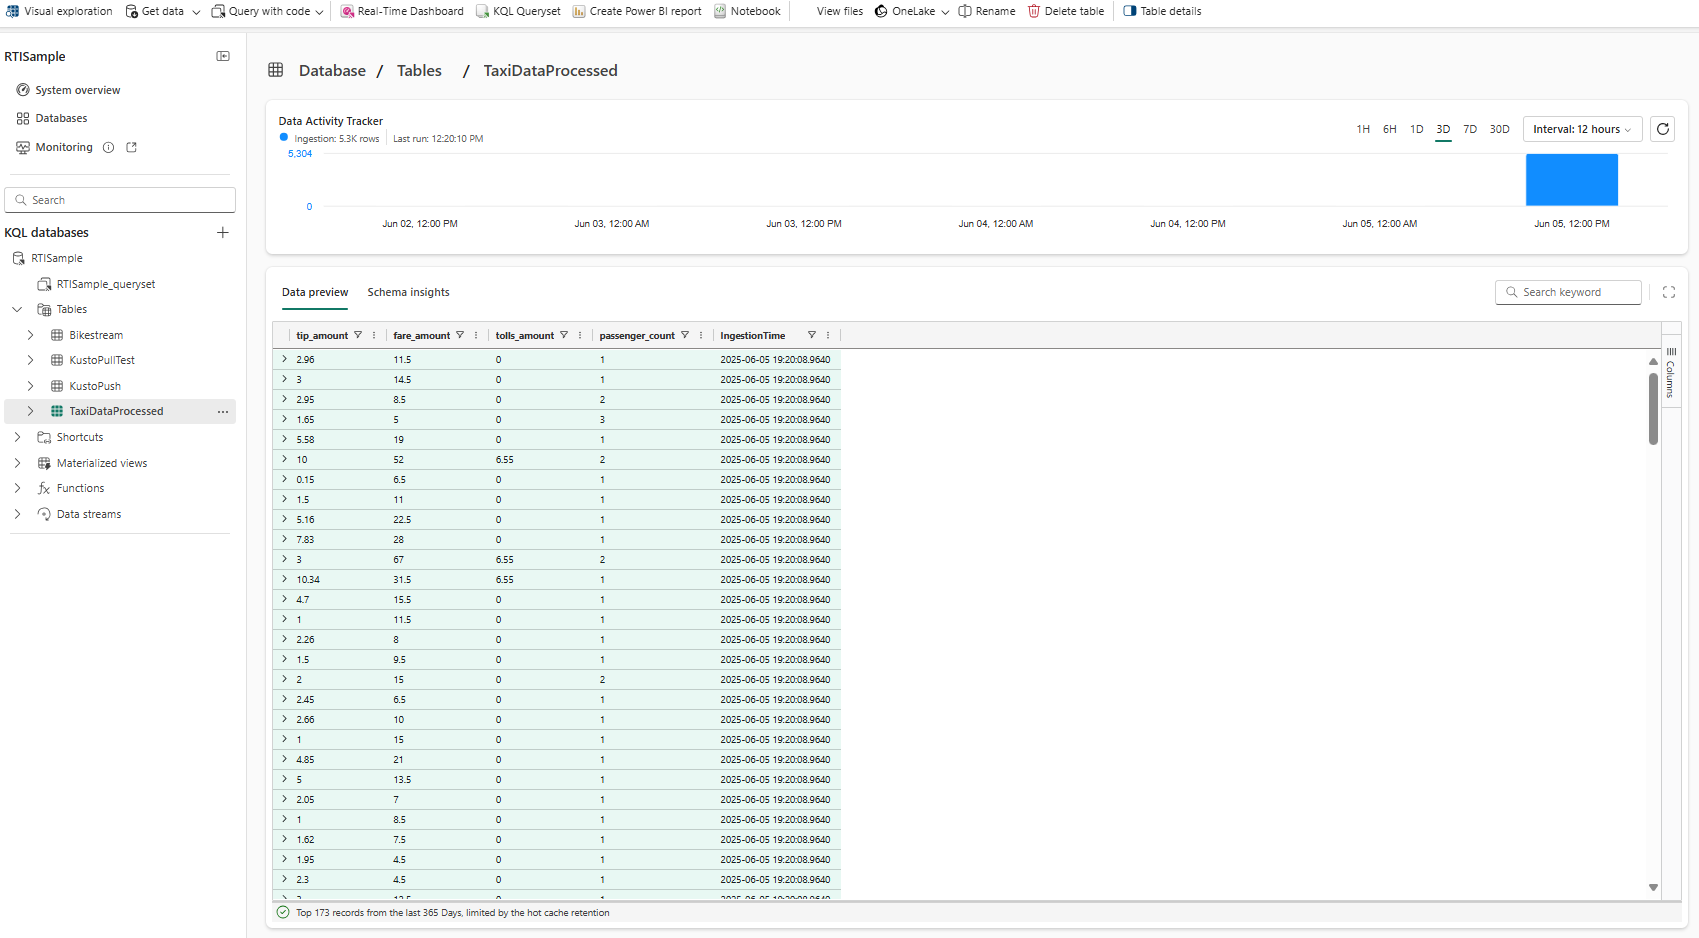 Visual exploration Get data Query with code Real-Time Dashboard KQL Queryset Create Power BI report Notebook View files OneLake Rename Delete table Table details
RTISample
System overview
Databases
Monitoring
Search
KQL databases
RTISample
RTISample_queryset
Tables
Bikestream
KustoPullTest
KustoPush
TaxiDataProcessed
Shortcuts
Materialized views
Functions
Data streams
Database / Tables / TaxiDataProcessed
Data Activity Tracker
Ingestion: 5.3K rows Last run: 12:20:10 PM
1H 6H 1D 3D 7D 30D Interval: 12 hours
5,304
0
Jun 02, 12:00 PM Jun 03, 12:00 AM Jun 03, 12:00 PM Jun 04, 12:00 AM Jun 04, 12:00 PM Jun 05, 12:00 AM Jun 05, 12:00 PM
Data preview Schema insights Search keyword
tip_amount fare_amount tolls_amount passenger_count IngestionTime
Columns
2.96 11.5 0 1 2025-06-05 19:20:08.9640
3 14.5 0 1 2025-06-05 19:20:08.9640
2.95 8.5 0 2 2025-06-05 19:20:08.9640
1.65 5 0 3 2025-06-05 19:20:08.9640
5.58 19 0 1 2025-06-05 19:20:08.9640
10 52 6.55 2 2025-06-05 19:20:08.9640
0.15 6.5 0 1 2025-06-05 19:20:08.9640
1.5 11 0 1 2025-06-05 19:20:08.9640
5.16 22.5 0 1 2025-06-05 19:20:08.9640
7.83 28 0 1 2025-06-05 19:20:08.9640
3 67 6.55 2 2025-06-05 19:20:08.9640
10.34 31.5 6.55 1 2025-06-05 19:20:08.9640
4.7 15.5 0 1 2025-06-05 19:20:08.9640
1 11.5 0 1 2025-06-05 19:20:08.9640
2.26 8 0 1 2025-06-05 19:20:08.9640
1.5 9.5 0 1 2025-06-05 19:20:08.9640
2 15 0 2 2025-06-05 19:20:08.9640
2.45 6.5 0 1 2025-06-05 19:20:08.9640
2.66 10 0 1 2025-06-05 19:20:08.9640
1 15 0 1 2025-06-05 19:20:08.9640
4.85 21 0 1 2025-06-05 19:20:08.9640
5 13.5 0 1 2025-06-05 19:20:08.9640
2.05 7 0 1 2025-06-05 19:20:08.9640
1 8.5 0 1 2025-06-05 19:20:08.9640
1.62 7.5 0 1 2025-06-05 19:20:08.9640
1.95 4.5 0 1 2025-06-05 19:20:08.9640
2.3 4.5 0 1 2025-06-05 19:20:08.9640
Top 173 records from the last 365 Days, limited by the hot cache retention